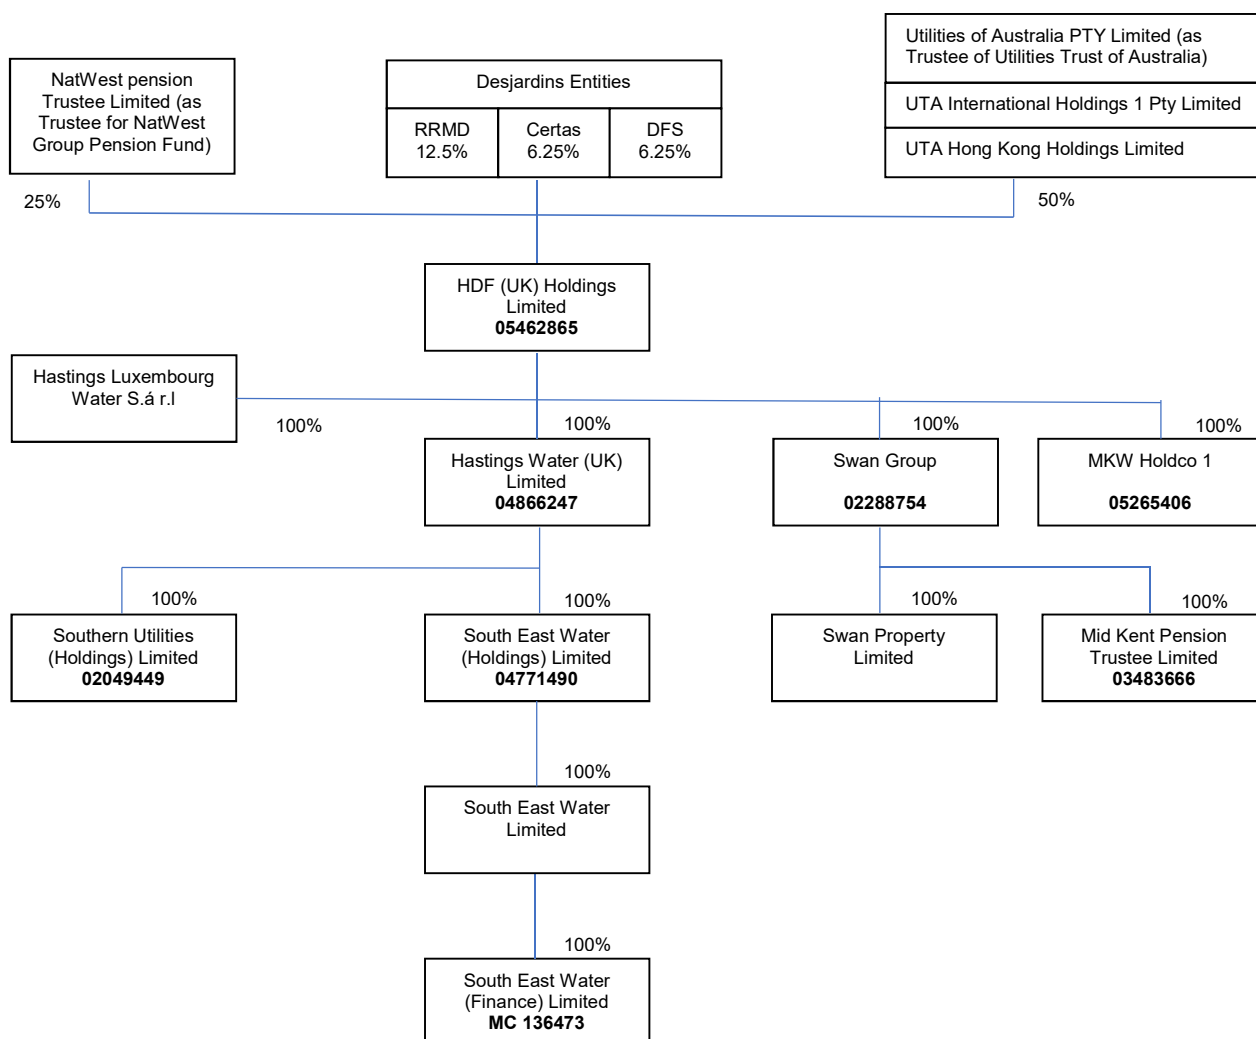 Utilities of Australia PTY Limited (as
Trustee of Utilities Trust of Australia)
UTA International Holdings 1 Pty Limited
UTA Hong Kong Holdings Limited
NatWest pension
Trustee Limited (as
Trustee for NatWest
Group Pension Fund)
Desjardins Entities
RRMD
12.5%
Certas
6.25%
DFS
6.25%
25%
50%
HDF (UK) Holdings
Limited
05462865
Hastings Luxembourg
Water S.á r.l
100%
100%
100%
100%
Hastings Water (UK)
Limited
04866247
Swan Group
02288754
MKW Holdco 1
05265406
100%
100%
100%
100%
Southern Utilities
(Holdings) Limited
02049449
South East Water
(Holdings) Limited
04771490
Swan Property
Limited
Mid Kent Pension
Trustee Limited
03483666
100%
South East Water
Limited
100%
South East Water
(Finance) Limited
MC 136473